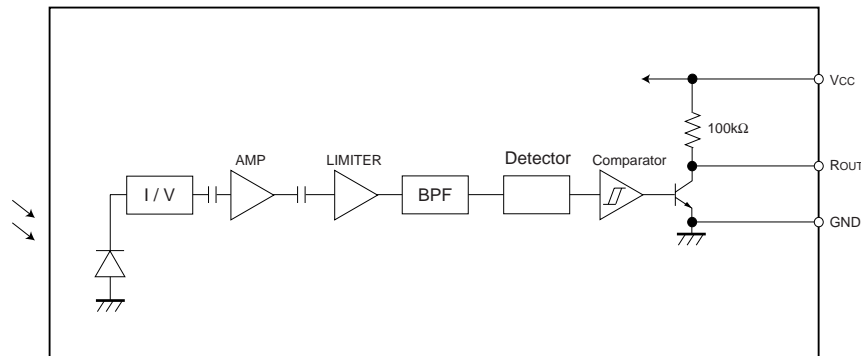 VCC
100kΩ
AMP
LIMITER
Detector
Comparator
ROUT
I / V
BPF
GND